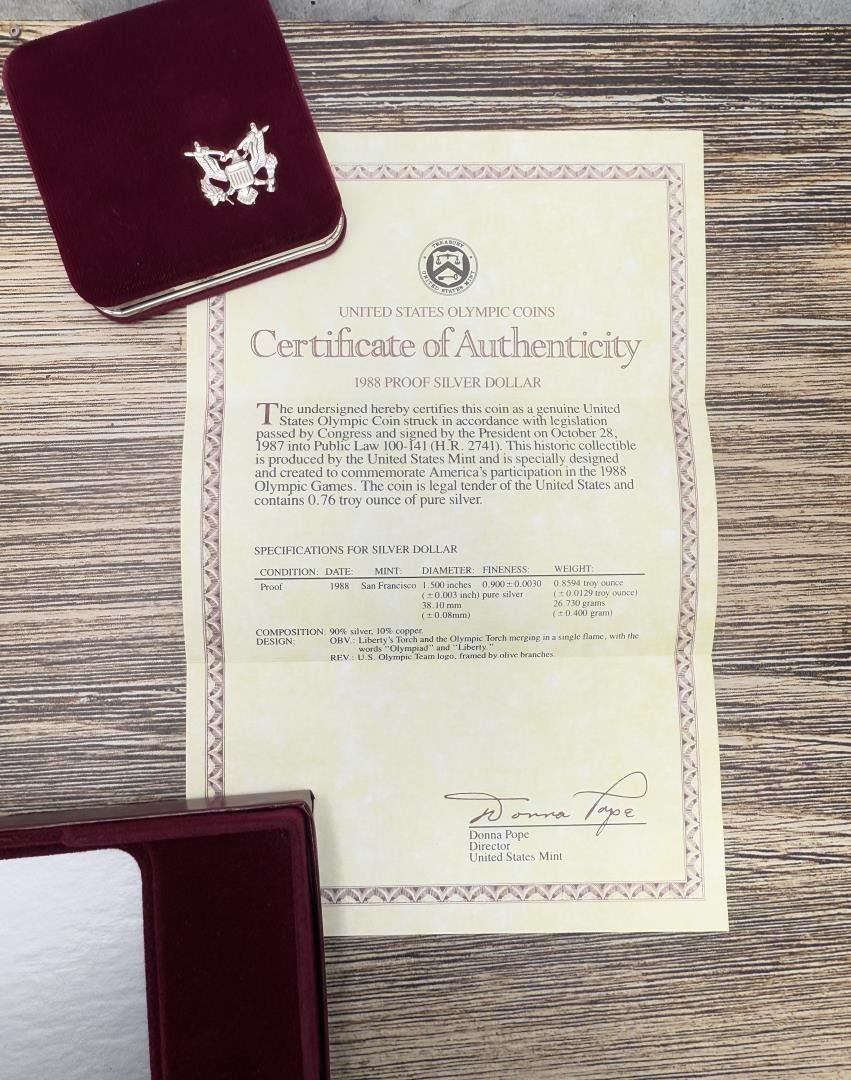 TREASURY
UNITED STATES MINT
UNITED STATES OLYMPIC COINS
Certificate of Authenticity
1988 PROOF SILVER DOLLAR
The undersigned hereby certifies this coin as a genuine United
States Olympic Coin struck in accordance with legislation
passed by Congress and signed by the President on October 28,
1987 into Public Law 100-141 (H.R. 2741). This historic collectible
is produced by the United States Mint and is specially designed
and created to commemorate America's participation in the 1988
Olympic Games. The coin is legal tender of the United States and
contains 0.76 troy ounce of pure silver.
SPECIFICATIONS FOR SILVER DOLLAR
CONDITION: DATE: MINT: DIAMETER: FINENESS: WEIGHT:
Proof 1988 San Francisco 1.500 inches 0.900±0.0030 0.8594 troy ounce
(±0.003 inch) pure silver (±0.0129 troy ounce)
38.10 mm 26.730 grams
(±0.08mm) (±0.400 gram)
COMPOSITION: 90% silver, 10% copper.
DESIGN: OBV.: Liberty's Torch and the Olympic Torch merging in a single flame, with the
words "Olympiad" and "Liberty."
REV.: U.S. Olympic Team logo, framed by olive branches.
Donna Pope
Donna Pope
Director
United States Mint